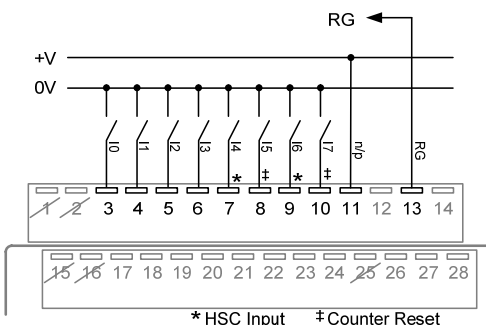 RG
+V
0V
I0 I1 I2 I3 I4 I5 I6 I7 n/p RG
* ‡ * ‡
1 2 3 4 5 6 7 8 9 10 11 12 13 14
15 16 17 18 19 20 21 22 23 24 25 26 27 28
* HSC Input ‡ Counter Reset